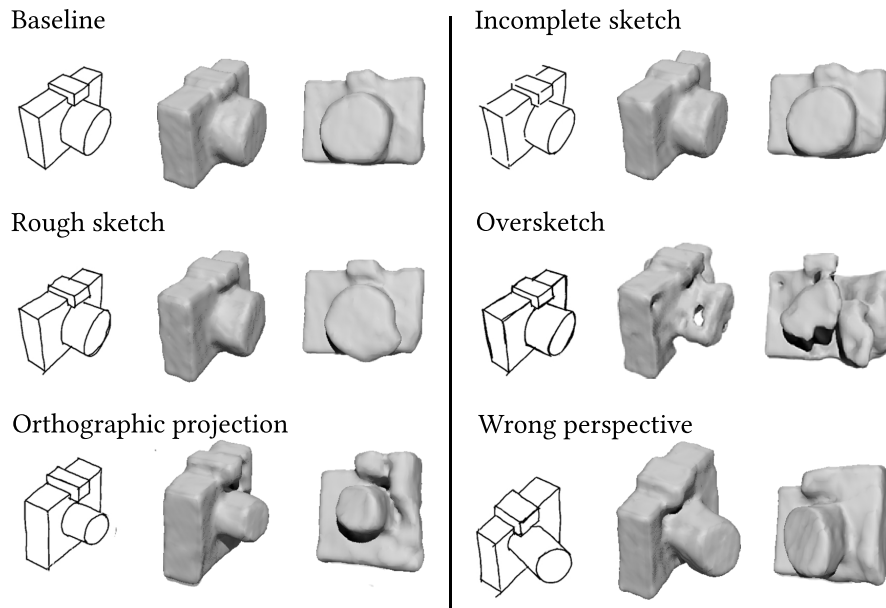 Baseline
Incomplete sketch
Rough sketch
Oversketch
Orthographic projection
Wrong perspective